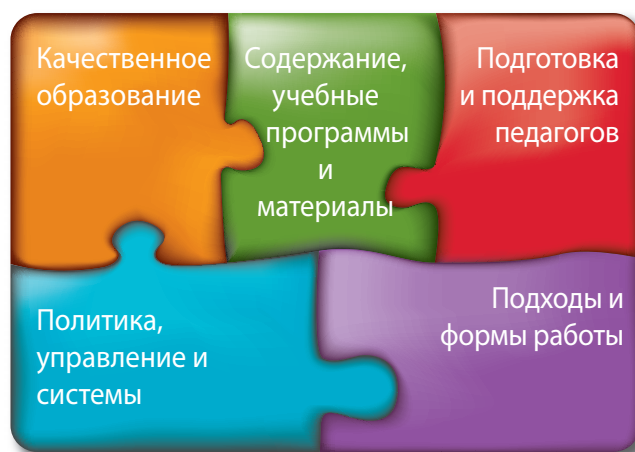 Качественное
образование
Содержание,
учебные
программы
и
материалы
Подготовка
и поддержка
педагогов
Политика,
управление и
системы
Подходы и
формы работы